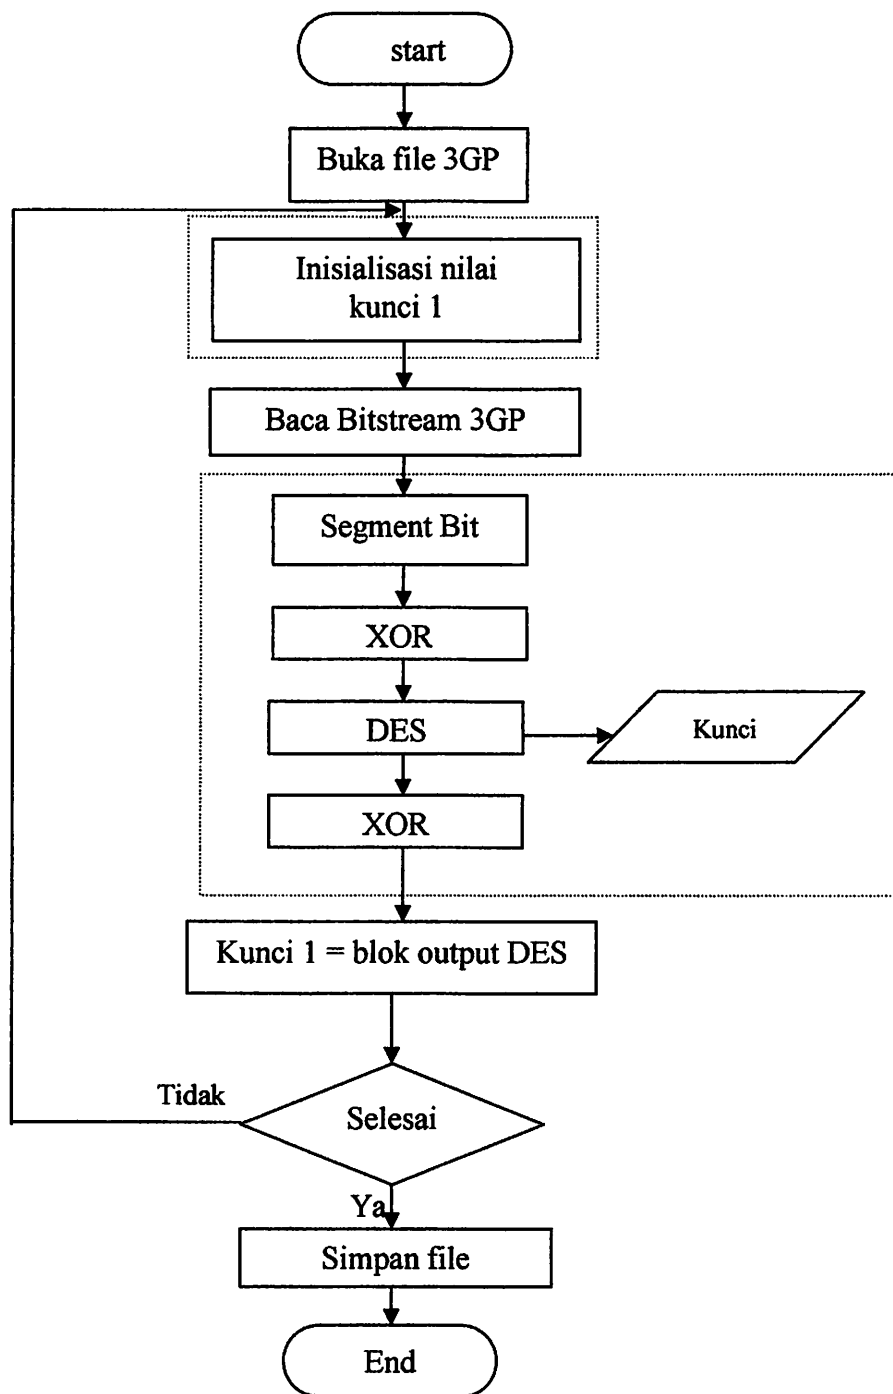 start
Buka file 3GP
Inisialisasi nilai
kunci 1
Baca Bitstream 3GP
Segment Bit
XOR
DES
Kunci
XOR
Kunci 1 = blok output DES
Tidak
Selesai
Ya
Simpan file
End